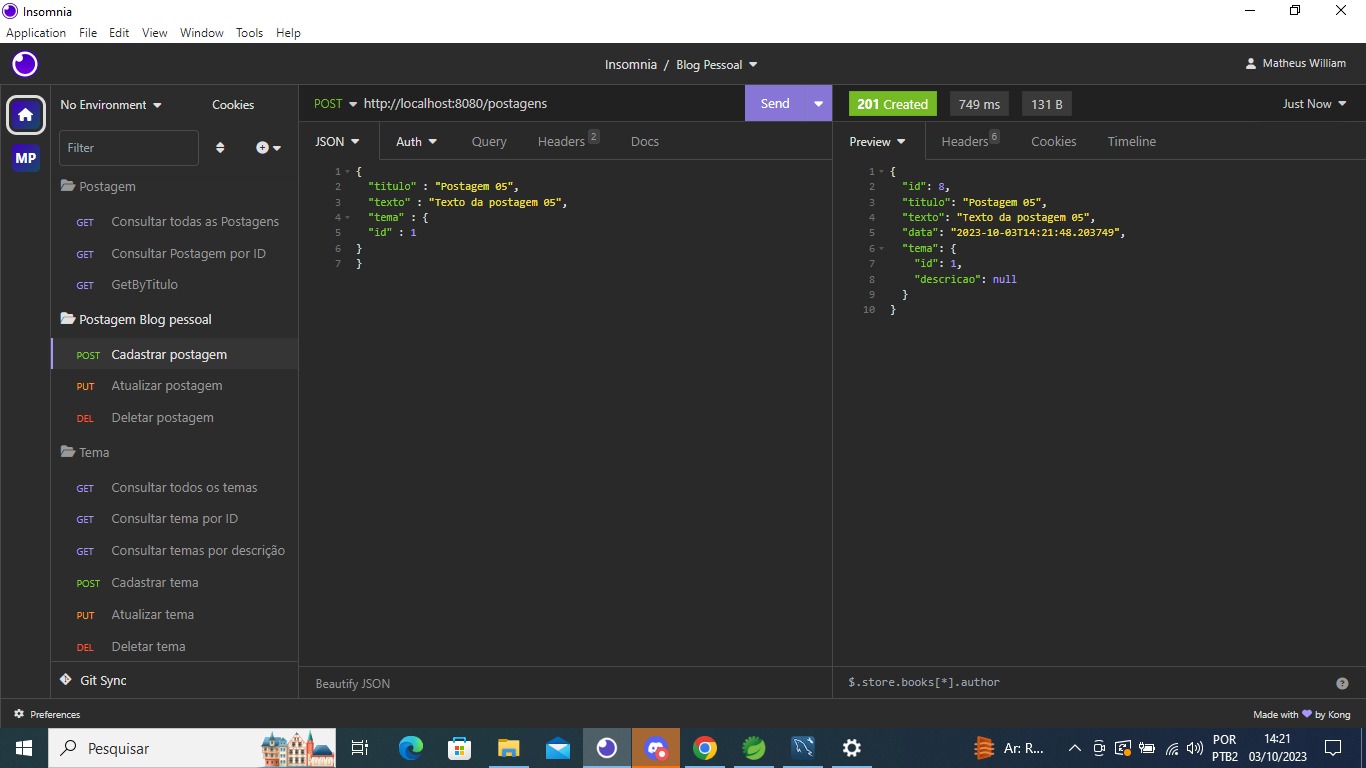 Insomnia
Application File Edit View Window Tools Help
Insomnia / Blog Pessoal
Matheus William
MP
No Environment Cookies
Filter
Postagem
GET Consultar todas as Postagens
GET Consultar Postagem por ID
GET GetByTitulo
Postagem Blog pessoal
POST Cadastrar postagem
PUT Atualizar postagem
DEL Deletar postagem
Tema
GET Consultar todos os temas
GET Consultar tema por ID
GET Consultar temas por descrição
POST Cadastrar tema
PUT Atualizar tema
DEL Deletar tema
Git Sync
POST http://localhost:8080/postagens Send
JSON Auth Query Headers 2 Docs
1 {
2 "titulo" : "Postagem 05",
3 "texto" : "Texto da postagem 05",
4 "tema" : {
5 "id" : 1
6 }
7 }
Beautify JSON
201 Created 749 ms 131 B Just Now
Preview Headers 6 Cookies Timeline
1 {
2 "id": 8,
3 "titulo": "Postagem 05",
4 "texto": "Texto da postagem 05",
5 "data": "2023-10-03T14:21:48.203749",
6 "tema": {
7 "id": 1,
8 "descricao": null
9 }
10 }
$.store.books[*].author
Preferences
Made with by Kong
Pesquisar
Ar: R...
POR
PTB2
14:21
03/10/2023